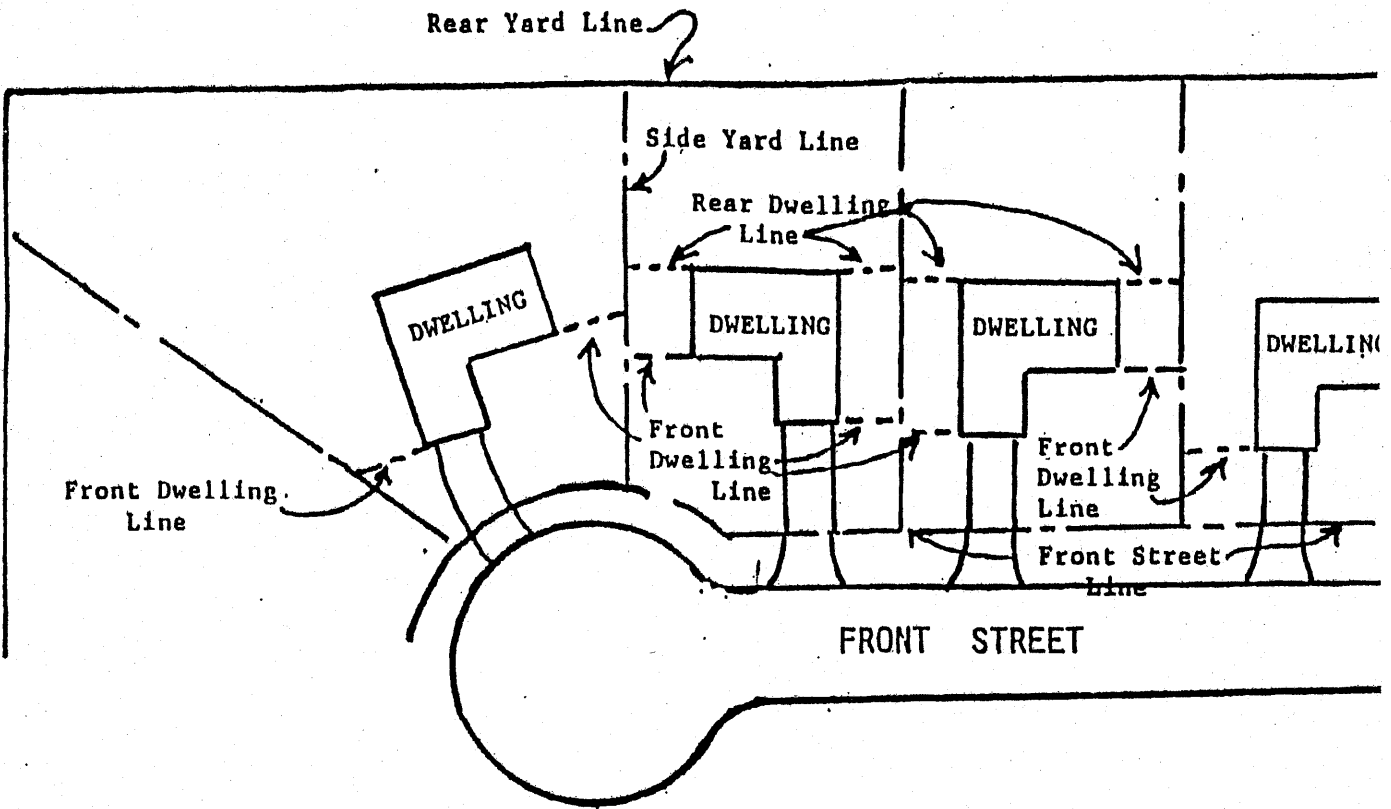 Rear Yard Line
Side Yard Line
Rear Dwelling
Line
DWELLING
DWELLING
DWELLING
DWELLIN
Front
Dwelling
Line
Front
Dwelling
Line
Front Dwelling
Line
Front Street
Line
FRONT STREET